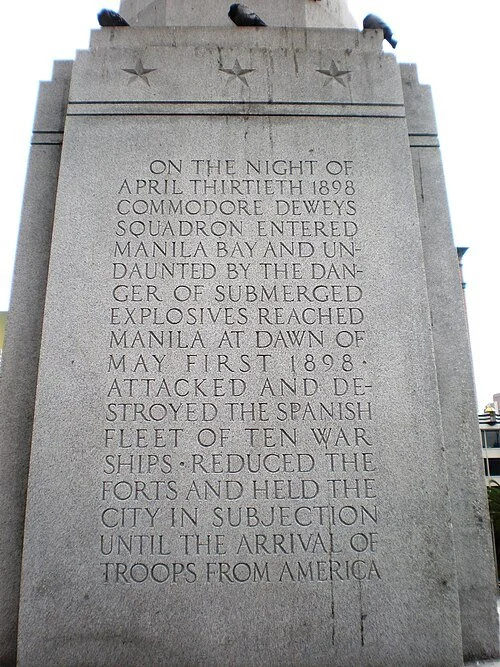 ON THE NIGHT OF
APRIL THIRTIETH 1898
COMMODORE DEWEYS
SQUADRON ENTERED
MANILA BAY AND UN-
DAUNTED BY THE DAN-
GER OF SUBMERGED
EXPLOSIVES REACHED
MANILA AT DAWN OF
MAY FIRST 1898 ·
ATTACKED AND DE-
STROYED THE SPANISH
FLEET OF TEN WAR
SHIPS · REDUCED THE
FORTS AND HELD THE
CITY IN SUBJECTION
UNTIL THE ARRIVAL OF
TROOPS FROM AMERICA